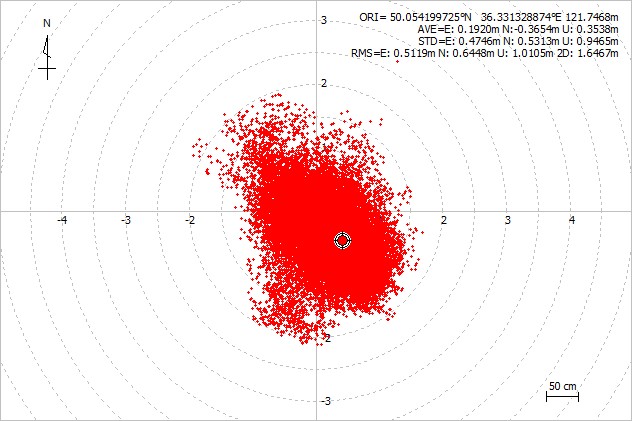 N
ORI= 50.054199725°N 36.331328874°E 121.7468m
AVE=E: 0.1920m N:-0.3654m U: 0.3538m
STD=E: 0.4746m N: 0.5313m U: 0.9465m
RMS=E: 0.5119m N: 0.6448m U: 1.0105m 2D: 1.6467m
3
2
-4 -3 -2 2 3 4
-2
50 cm
-3